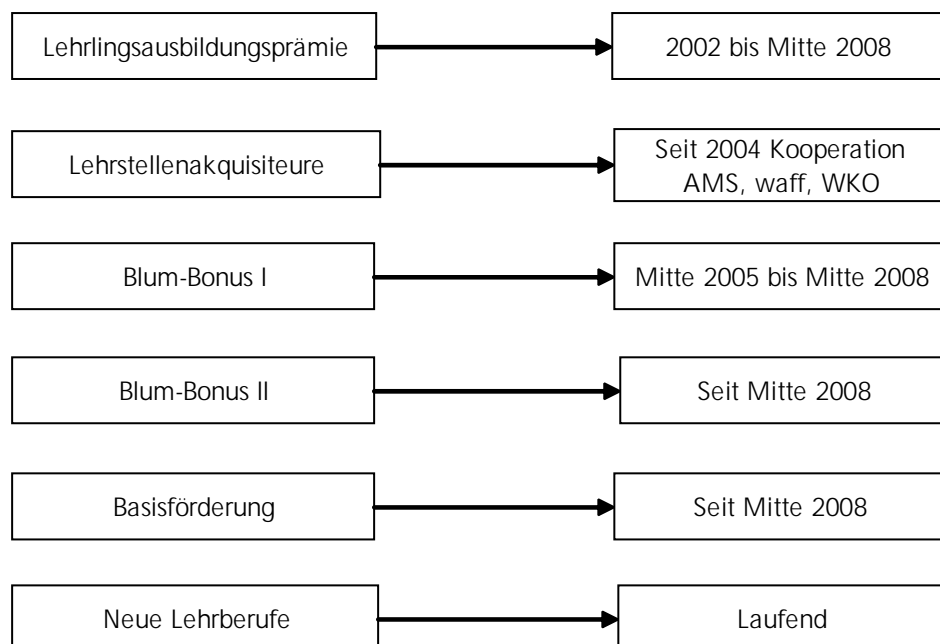 Lehrlingsausbildungsprämie
2002 bis Mitte 2008
Lehrstellenakquisiteure
Seit 2004 Kooperation
AMS, waff, WKO
Blum-Bonus I
Mitte 2005 bis Mitte 2008
Blum-Bonus II
Seit Mitte 2008
Basisförderung
Seit Mitte 2008
Neue Lehrberufe
Laufend